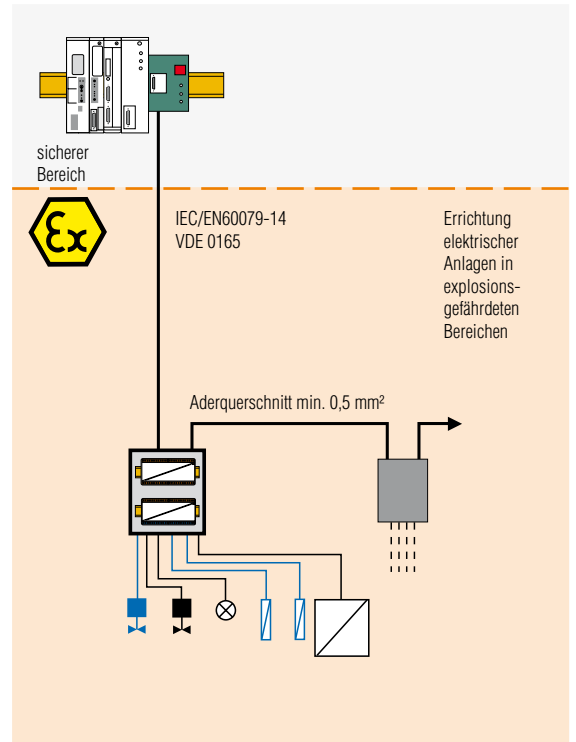 sicherer
Bereich
Ex
IEC/EN60079-14
VDE 0165
Errichtung
elektrischer
Anlagen in
explosions-
gefährdeten
Bereichen
Aderquerschnitt min. 0,5 mm²